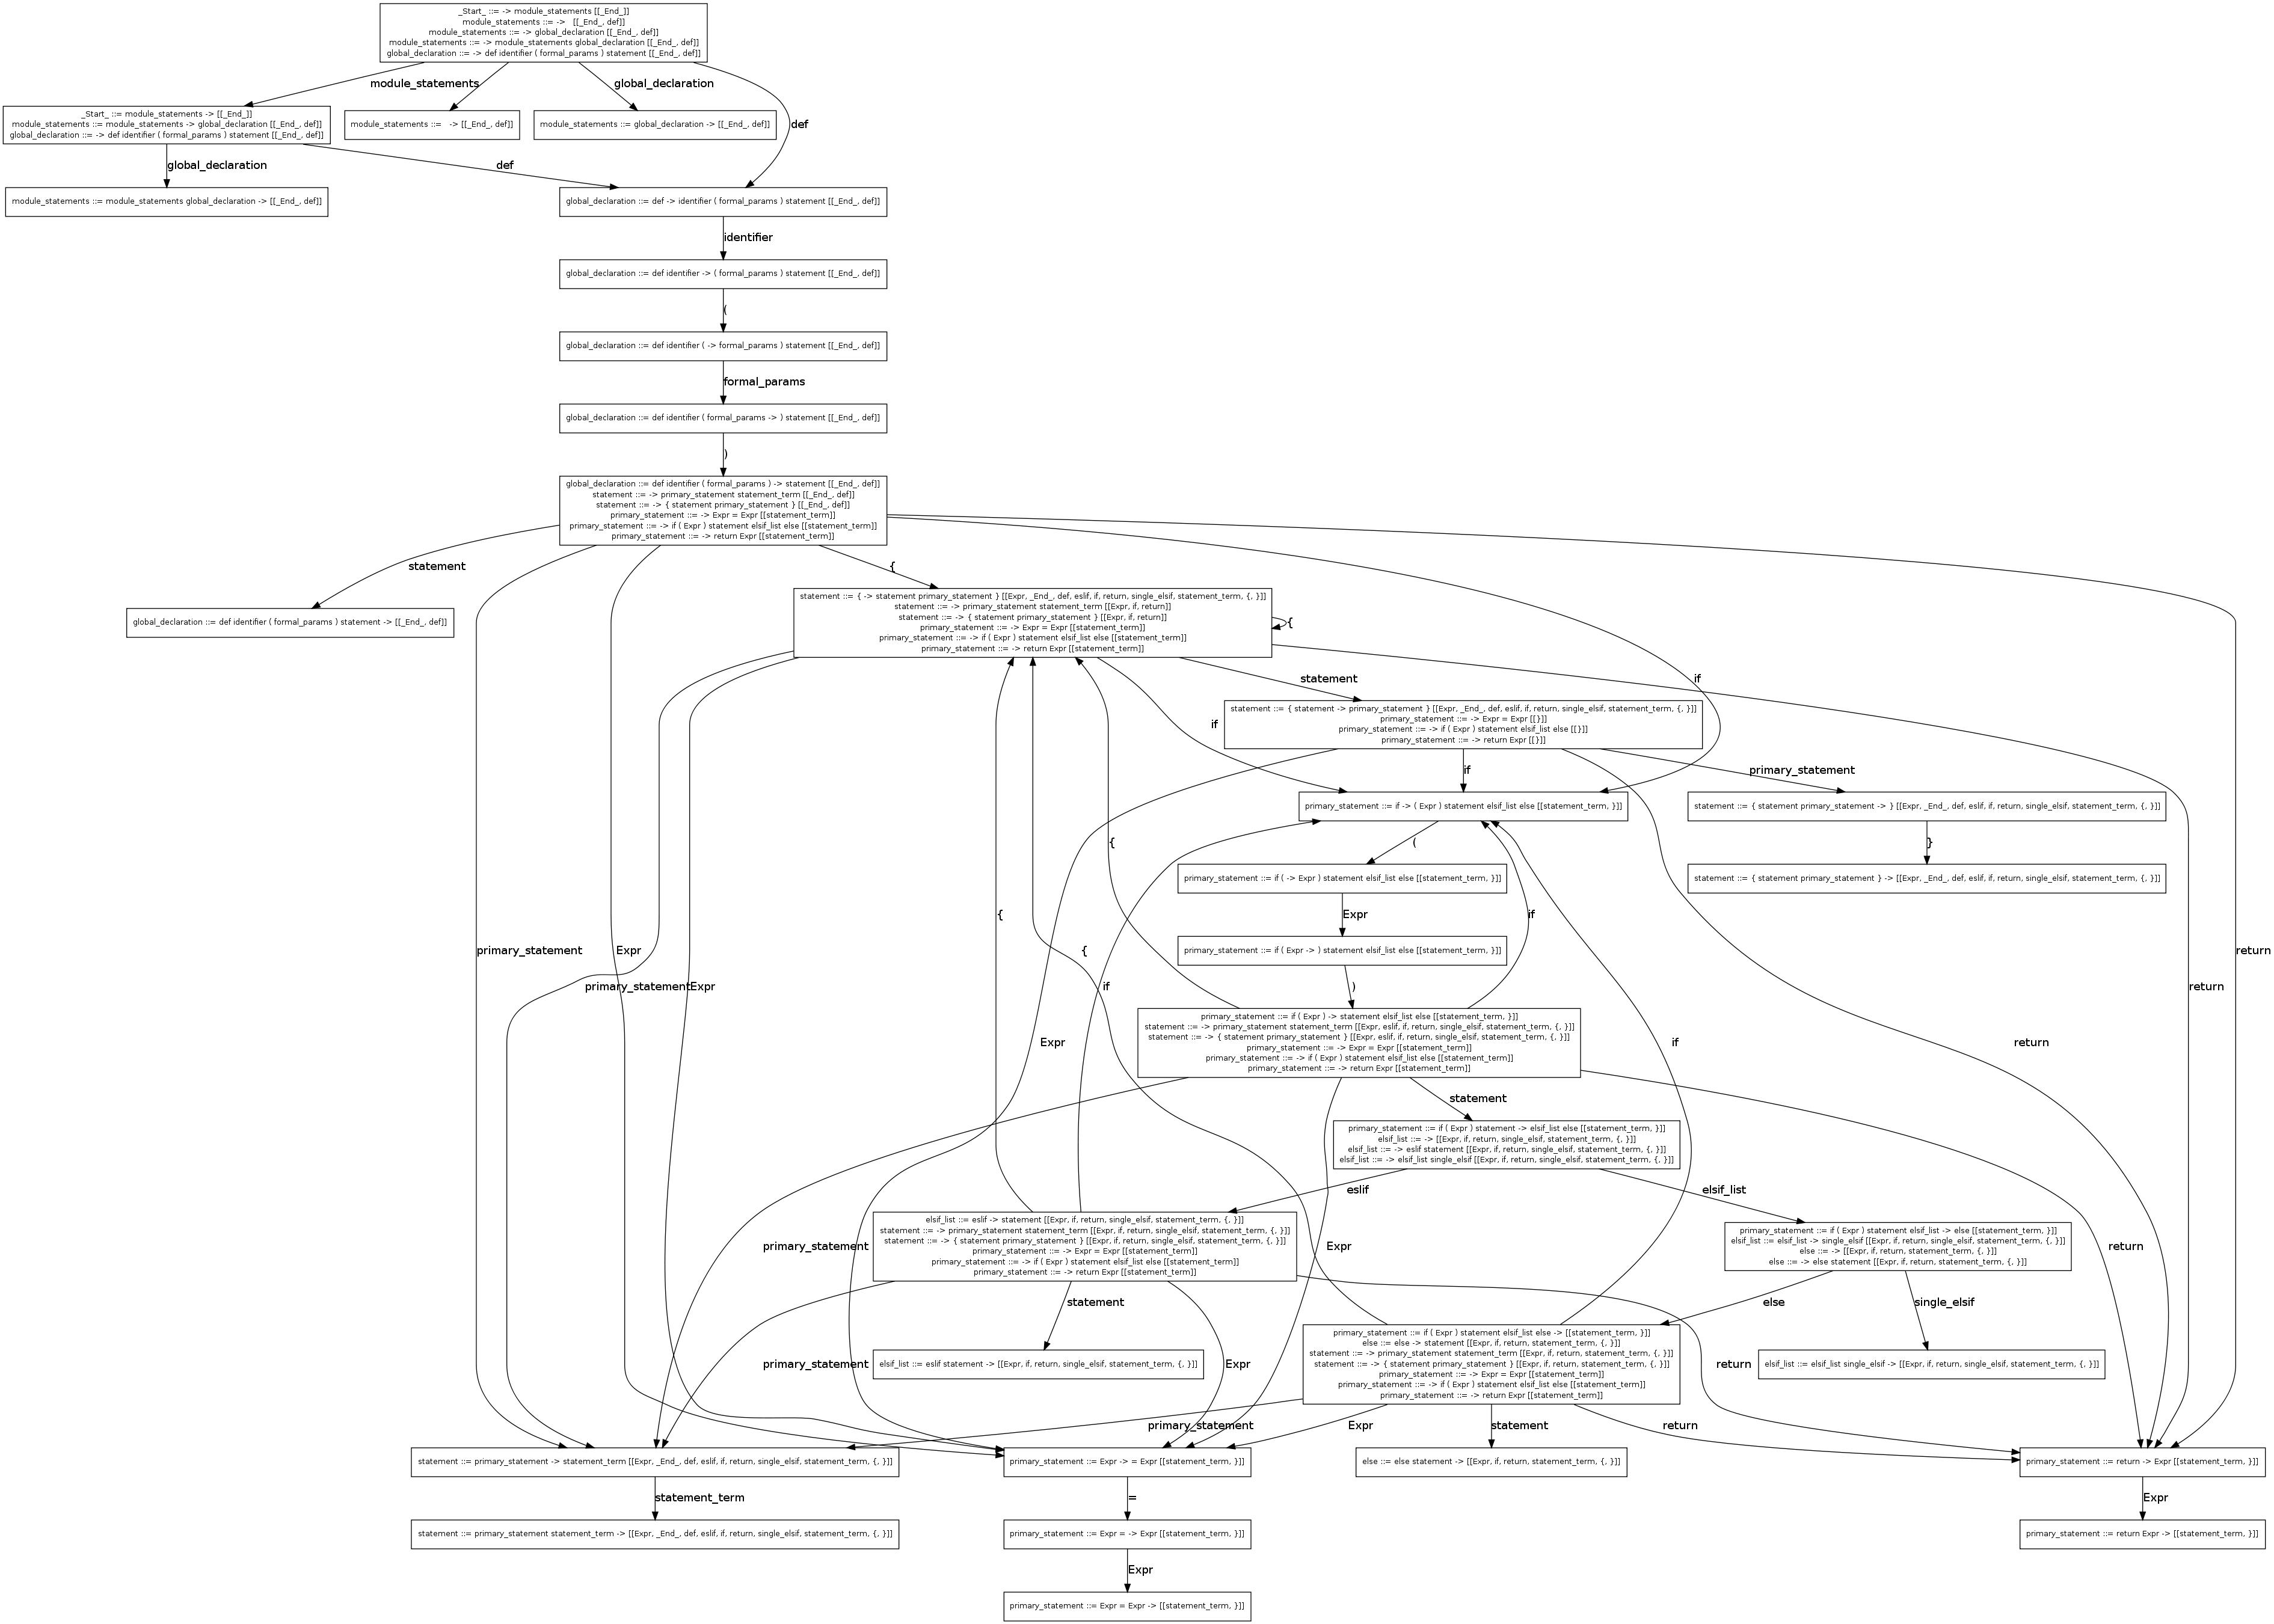 _Start_ ::= -> module_statements [[_End_]]
module_statements ::= ->   [[_End_, def]]
module_statements ::= -> global_declaration [[_End_, def]]
module_statements ::= -> module_statements global_declaration [[_End_, def]]
global_declaration ::= -> def identifier ( formal_params ) statement [[_End_, def]]
module_statements
global_declaration
_Start_ ::= module_statements -> [[_End_]]
module_statements ::= module_statements -> global_declaration [[_End_, def]]
global_declaration ::= -> def identifier ( formal_params ) statement [[_End_, def]]
module_statements ::=   -> [[_End_, def]]
module_statements ::= global_declaration -> [[_End_, def]]
def
global_declaration
def
module_statements ::= module_statements global_declaration -> [[_End_, def]]
global_declaration ::= def -> identifier ( formal_params ) statement [[_End_, def]]
identifier
global_declaration ::= def identifier -> ( formal_params ) statement [[_End_, def]]
(
global_declaration ::= def identifier ( -> formal_params ) statement [[_End_, def]]
formal_params
global_declaration ::= def identifier ( formal_params -> ) statement [[_End_, def]]
)
global_declaration ::= def identifier ( formal_params ) -> statement [[_End_, def]]
statement ::= -> primary_statement statement_term [[_End_, def]]
statement ::= -> { statement primary_statement } [[_End_, def]]
primary_statement ::= -> Expr = Expr [[statement_term]]
primary_statement ::= -> if ( Expr ) statement elsif_list else [[statement_term]]
primary_statement ::= -> return Expr [[statement_term]]
statement
{
global_declaration ::= def identifier ( formal_params ) statement -> [[_End_, def]]
statement ::= { -> statement primary_statement } [[Expr, _End_, def, eslif, if, return, single_elsif, statement_term, {, }]]
statement ::= -> primary_statement statement_term [[Expr, if, return]]
statement ::= -> { statement primary_statement } [[Expr, if, return]]
primary_statement ::= -> Expr = Expr [[statement_term]]
primary_statement ::= -> if ( Expr ) statement elsif_list else [[statement_term]]
primary_statement ::= -> return Expr [[statement_term]]
{
statement
if
statement ::= { statement -> primary_statement } [[Expr, _End_, def, eslif, if, return, single_elsif, statement_term, {, }]]
primary_statement ::= -> Expr = Expr [[}]]
primary_statement ::= -> if ( Expr ) statement elsif_list else [[}]]
primary_statement ::= -> return Expr [[}]]
if
if
primary_statement
primary_statement ::= if -> ( Expr ) statement elsif_list else [[statement_term, }]]
statement ::= { statement primary_statement -> } [[Expr, _End_, def, eslif, if, return, single_elsif, statement_term, {, }]]
{
(
}
primary_statement ::= if ( -> Expr ) statement elsif_list else [[statement_term, }]]
statement ::= { statement primary_statement } -> [[Expr, _End_, def, eslif, if, return, single_elsif, statement_term, {, }]]
{
Expr
if
primary_statement
Expr
{
primary_statement ::= if ( Expr -> ) statement elsif_list else [[statement_term, }]]
return
primary_statement
Expr
if
)
return
primary_statement ::= if ( Expr ) -> statement elsif_list else [[statement_term, }]]
statement ::= -> primary_statement statement_term [[Expr, eslif, if, return, single_elsif, statement_term, {, }]]
statement ::= -> { statement primary_statement } [[Expr, eslif, if, return, single_elsif, statement_term, {, }]]
primary_statement ::= -> Expr = Expr [[statement_term]]
primary_statement ::= -> if ( Expr ) statement elsif_list else [[statement_term]]
primary_statement ::= -> return Expr [[statement_term]]
Expr
if
return
statement
primary_statement ::= if ( Expr ) statement -> elsif_list else [[statement_term, }]]
elsif_list ::= -> [[Expr, if, return, single_elsif, statement_term, {, }]]
elsif_list ::= -> eslif statement [[Expr, if, return, single_elsif, statement_term, {, }]]
elsif_list ::= -> elsif_list single_elsif [[Expr, if, return, single_elsif, statement_term, {, }]]
eslif
elsif_list
elsif_list ::= eslif -> statement [[Expr, if, return, single_elsif, statement_term, {, }]]
statement ::= -> primary_statement statement_term [[Expr, if, return, single_elsif, statement_term, {, }]]
statement ::= -> { statement primary_statement } [[Expr, if, return, single_elsif, statement_term, {, }]]
primary_statement ::= -> Expr = Expr [[statement_term]]
primary_statement ::= -> if ( Expr ) statement elsif_list else [[statement_term]]
primary_statement ::= -> return Expr [[statement_term]]
primary_statement ::= if ( Expr ) statement elsif_list -> else [[statement_term, }]]
elsif_list ::= elsif_list -> single_elsif [[Expr, if, return, single_elsif, statement_term, {, }]]
else ::= -> [[Expr, if, return, statement_term, {, }]]
else ::= -> else statement [[Expr, if, return, statement_term, {, }]]
primary_statement
Expr
return
statement
else
single_elsif
primary_statement ::= if ( Expr ) statement elsif_list else -> [[statement_term, }]]
else ::= else -> statement [[Expr, if, return, statement_term, {, }]]
statement ::= -> primary_statement statement_term [[Expr, if, return, statement_term, {, }]]
statement ::= -> { statement primary_statement } [[Expr, if, return, statement_term, {, }]]
primary_statement ::= -> Expr = Expr [[statement_term]]
primary_statement ::= -> if ( Expr ) statement elsif_list else [[statement_term]]
primary_statement ::= -> return Expr [[statement_term]]
primary_statement
elsif_list ::= eslif statement -> [[Expr, if, return, single_elsif, statement_term, {, }]]
Expr
return
elsif_list ::= elsif_list single_elsif -> [[Expr, if, return, single_elsif, statement_term, {, }]]
primary_statement
Expr
statement
return
statement ::= primary_statement -> statement_term [[Expr, _End_, def, eslif, if, return, single_elsif, statement_term, {, }]]
primary_statement ::= Expr -> = Expr [[statement_term, }]]
else ::= else statement -> [[Expr, if, return, statement_term, {, }]]
primary_statement ::= return -> Expr [[statement_term, }]]
statement_term
=
Expr
statement ::= primary_statement statement_term -> [[Expr, _End_, def, eslif, if, return, single_elsif, statement_term, {, }]]
primary_statement ::= Expr = -> Expr [[statement_term, }]]
primary_statement ::= return Expr -> [[statement_term, }]]
Expr
primary_statement ::= Expr = Expr -> [[statement_term, }]]